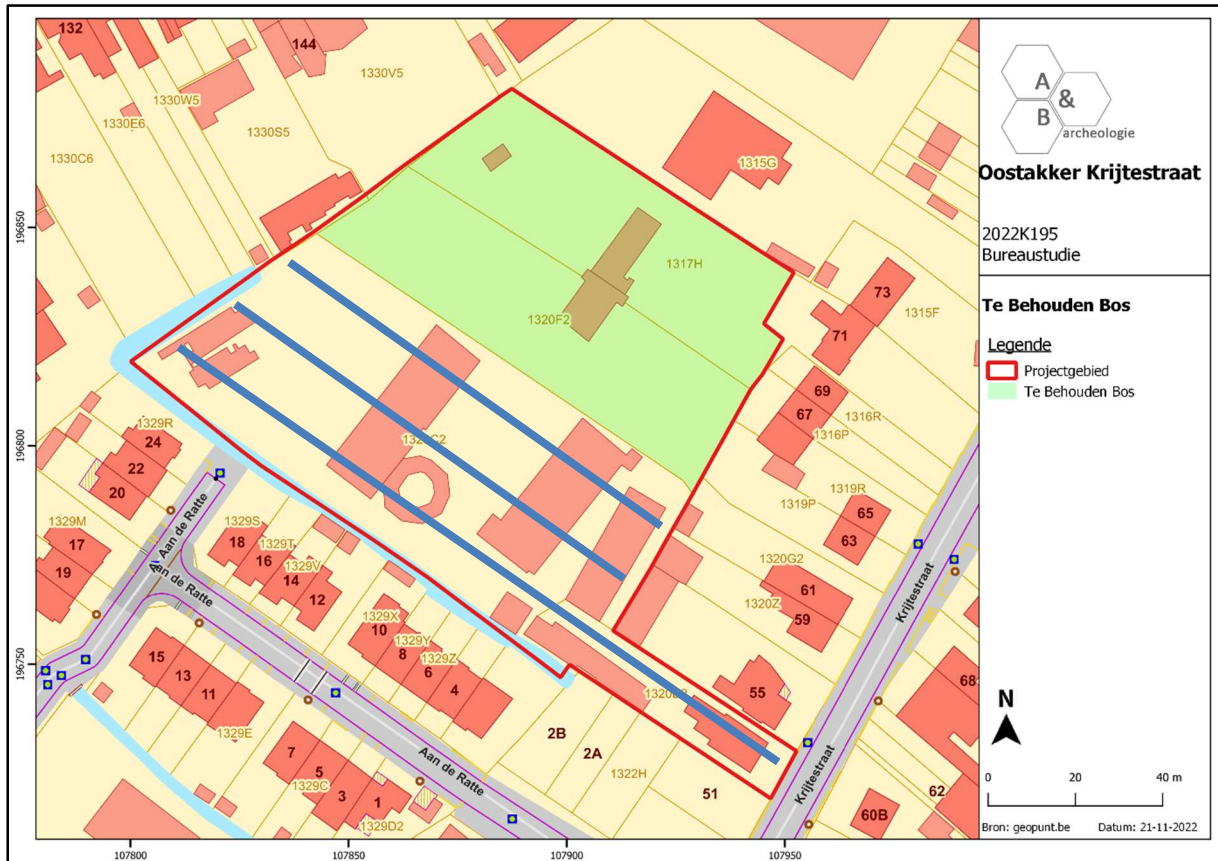 132
144
1330V5
1330W5
1330S5
1330E6
1330C6
1315G
1317H
1320F2
73
71
1315F
69
67
1316R
1316P
1319R
1319P
65
63
1320G2
61
1320Z
59
55
68
62
60B
1329R
24
22
20
1329M
17
19
Aan de Ratte
Aan de Ratte
1329S
18
1329T
16
1329V
14
12
1329X
10
1329Y
8
1329Z
6
4
15
13
11
1329E
7
5
1329C
3
1
1329D2
Aan de Ratte
2B
2A
1322H
51
Krijtestraat
Krijtestraat
196850
196800
196750
107800
107850
107900
107950
A
&
B
archeologie
Oostakker Krijtestraat
2022K195
Bureaustudie
Te Behouden Bos
Legende
Projectgebied
Te Behouden Bos
N
0 20 40 m
Bron: geopunt.be Datum: 21-11-2022